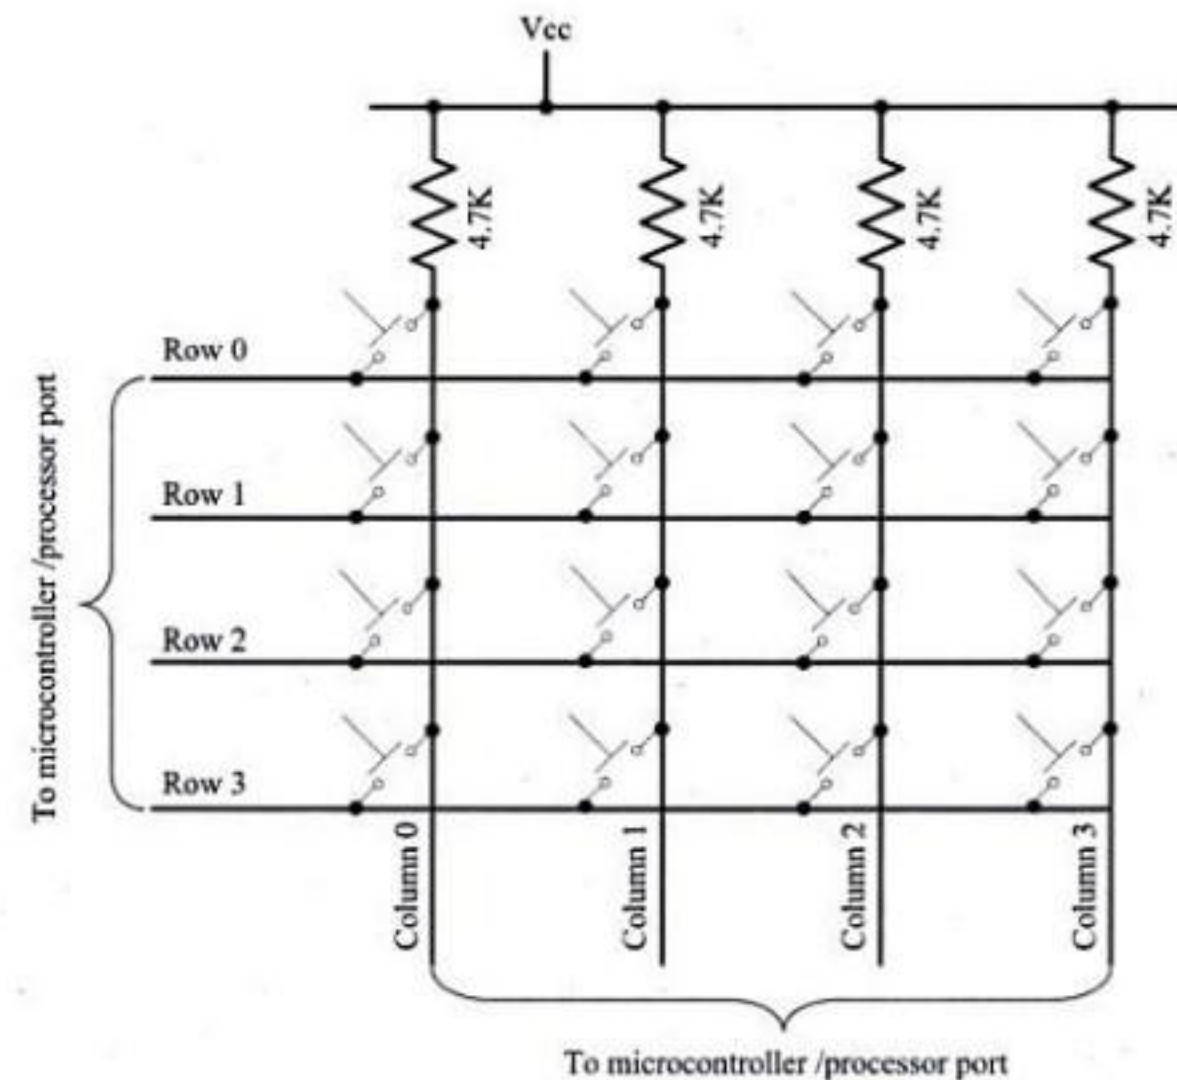 Vcc
4.7K
4.7K
4.7K
4.7K
Row 0
Row 1
Row 2
Row 3
To microcontroller /processor port
Column 0
Column 1
Column 2
Column 3
To microcontroller /processor port